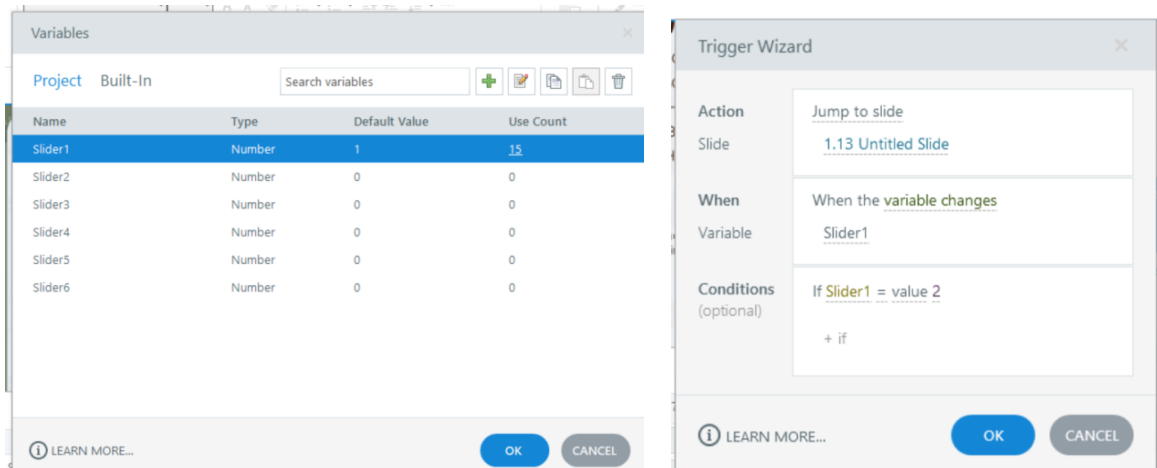 Variables
Project Built-In Search variables
Name Type Default Value Use Count
Slider1 Number 1 15
Slider2 Number 0 0
Slider3 Number 0 0
Slider4 Number 0 0
Slider5 Number 0 0
Slider6 Number 0 0
LEARN MORE... OK CANCEL
Trigger Wizard
Action Jump to slide
Slide 1.13 Untitled Slide
When When the variable changes
Variable Slider1
Conditions If Slider1 = value 2
(optional)
+ if
LEARN MORE... OK CANCEL